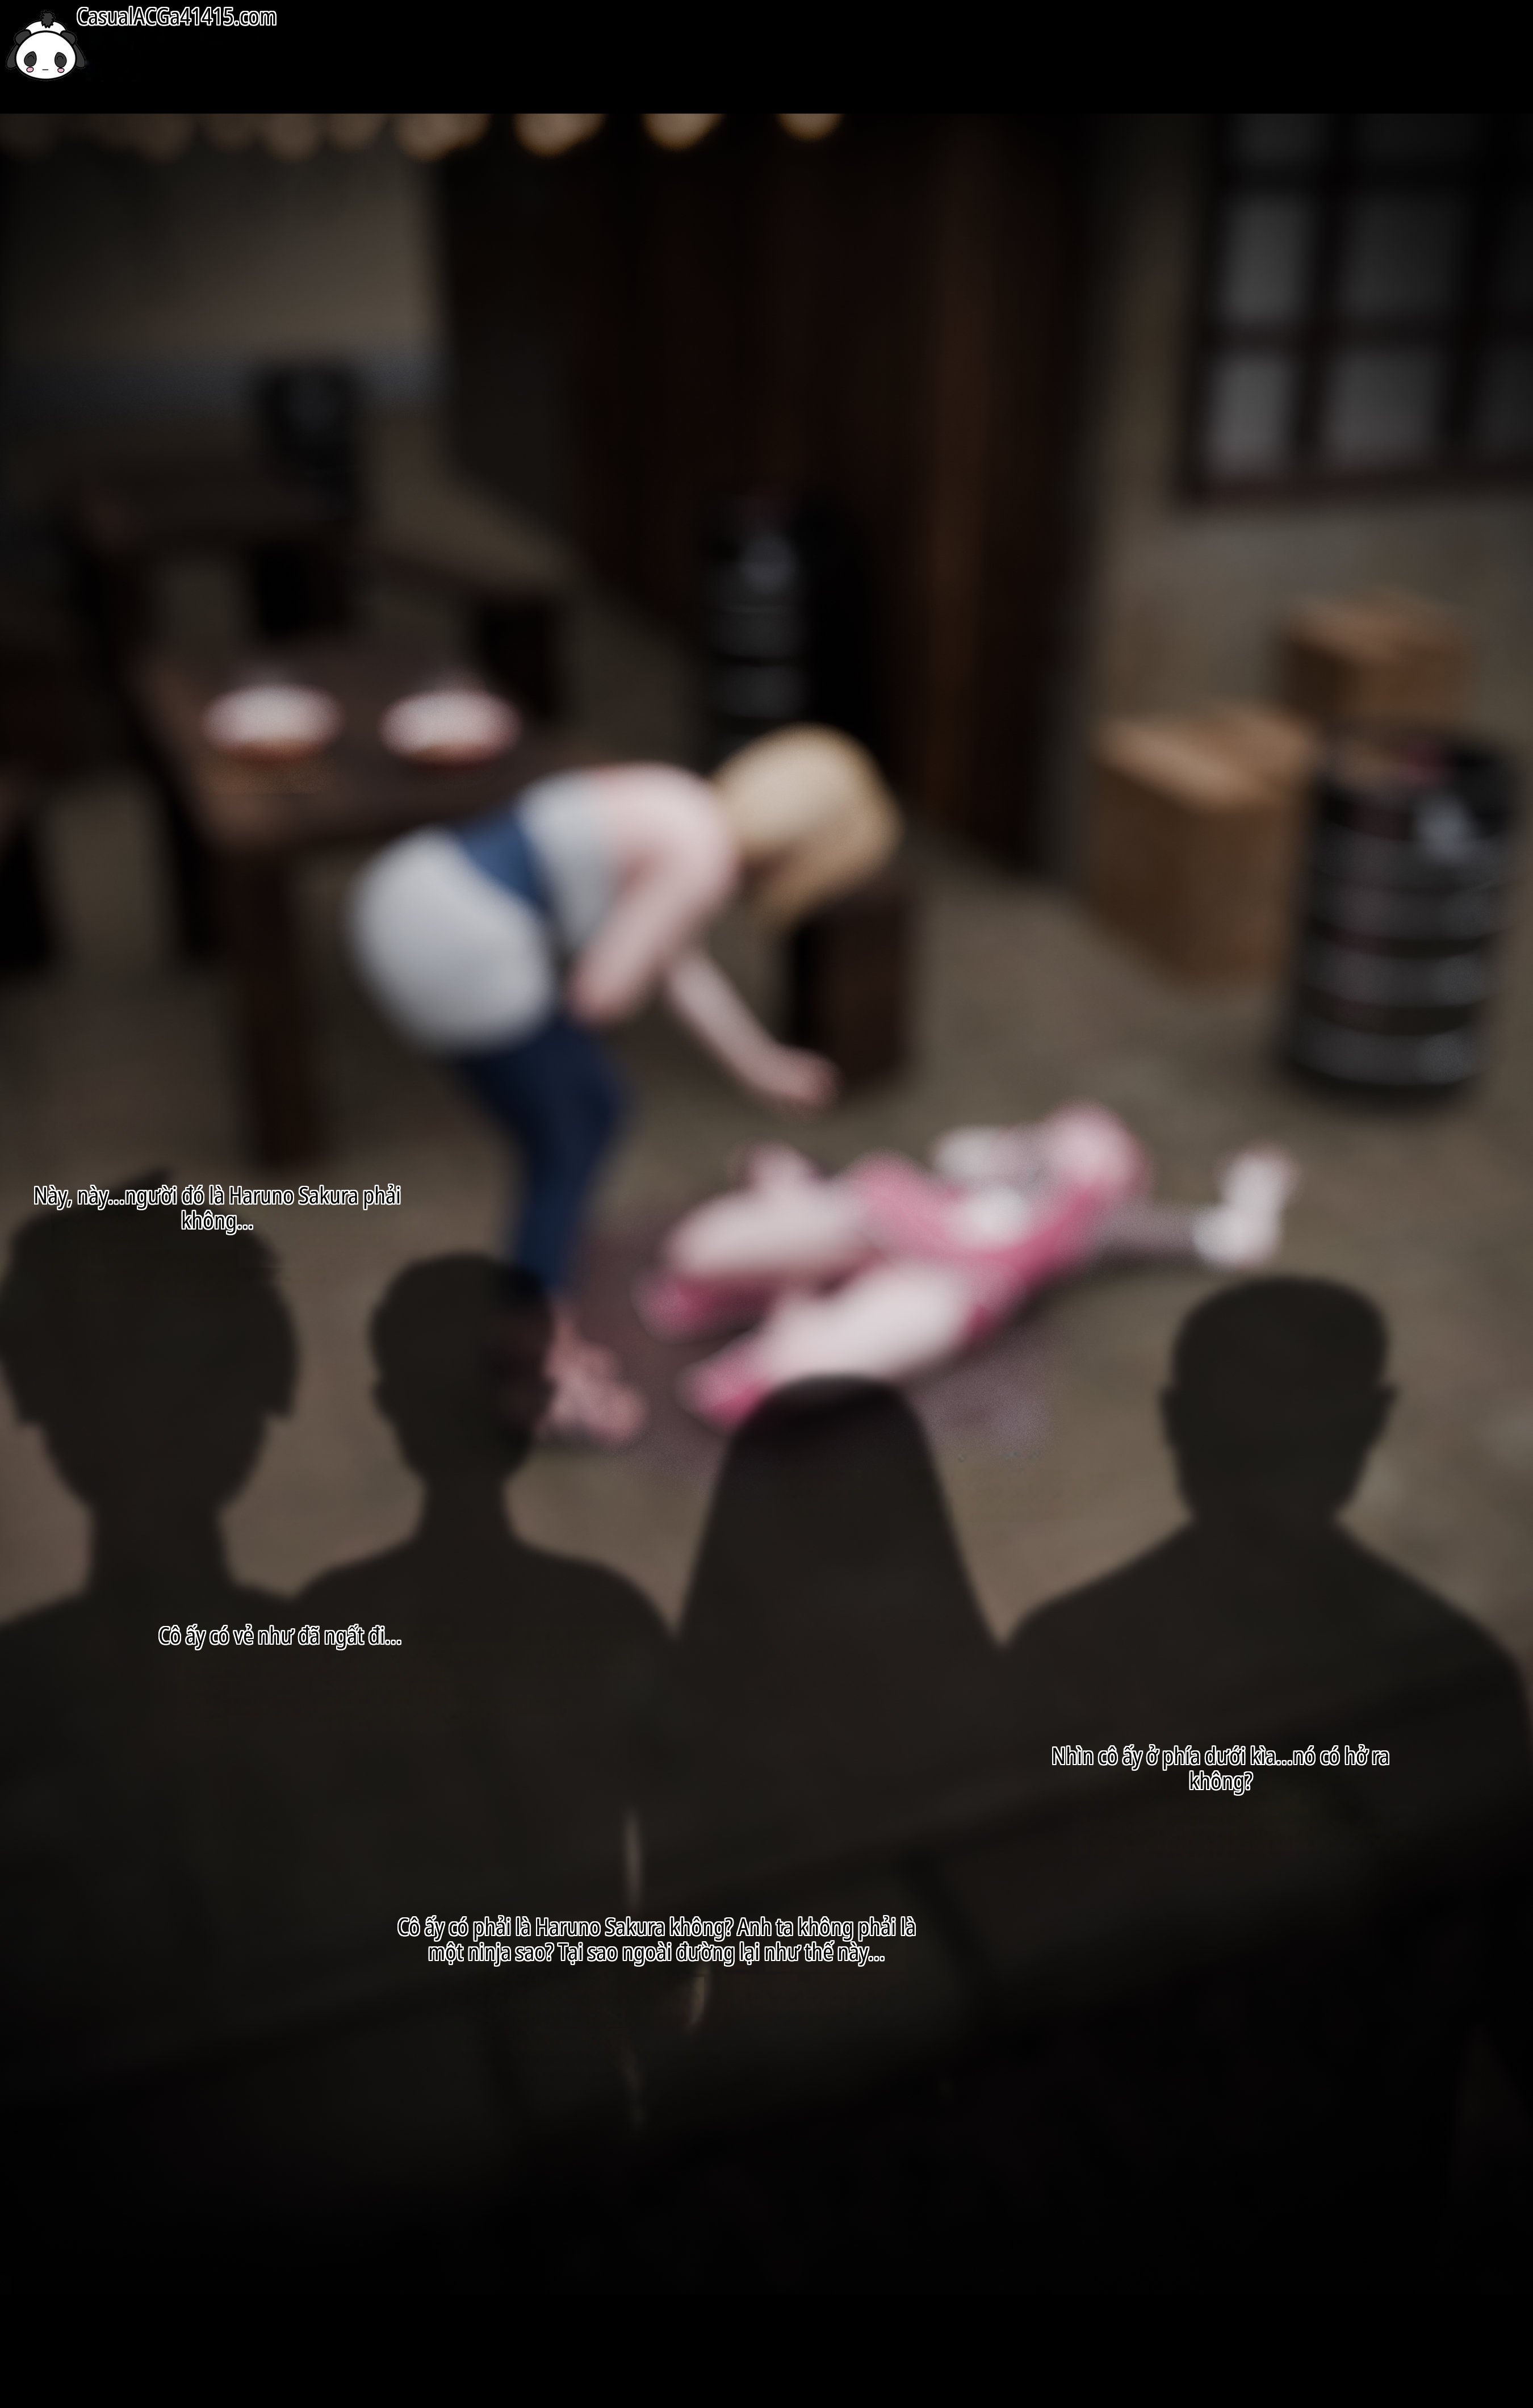 CasualACGa41415.com
Này, này...người đó là Haruno Sakura phải
không...
Cô ấy có vẻ như đã ngất đi...
Nhìn cô ấy ở phía dưới kìa...nó có hở ra
không?
Cô ấy có phải là Haruno Sakura không? Anh ta không phải là
một ninja sao? Tại sao ngoài đường lại như thế này...